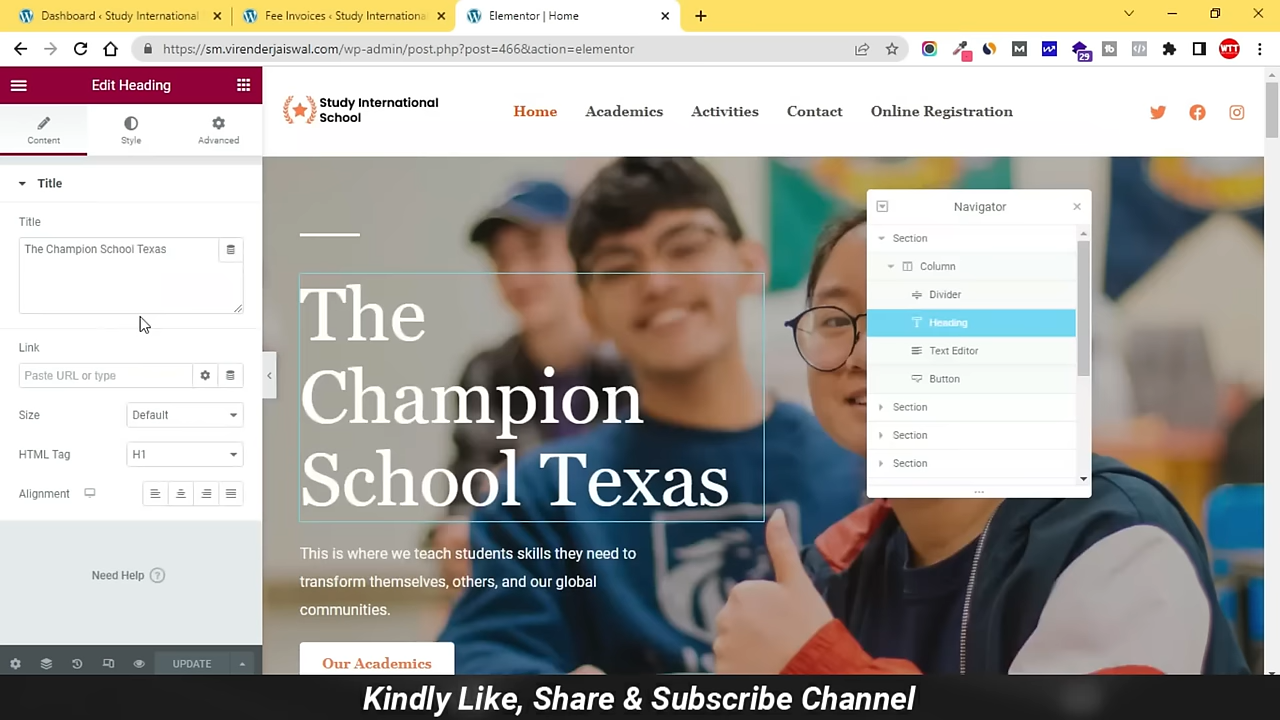 Dashboard ‹ Study International
Fee Invoices ‹ Study International
Elementor | Home
https://sm.virenderjaiswal.com/wp-admin/post.php?post=466&action=elementor
29
WTT
Edit Heading
Content
Style
Advanced
Title
Title
The Champion School Texas
Link
Paste URL or type
Size
Default
HTML Tag
H1
Alignment
Need Help
UPDATE
Study International
School
Home
Academics
Activities
Contact
Online Registration
The
Champion
School Texas
This is where we teach students skills they need to
transform themselves, others, and our global
communities.
Our Academics
Navigator
Section
Column
Divider
Heading
Text Editor
Button
Section
Section
Section
Kindly Like, Share & Subscribe Channel